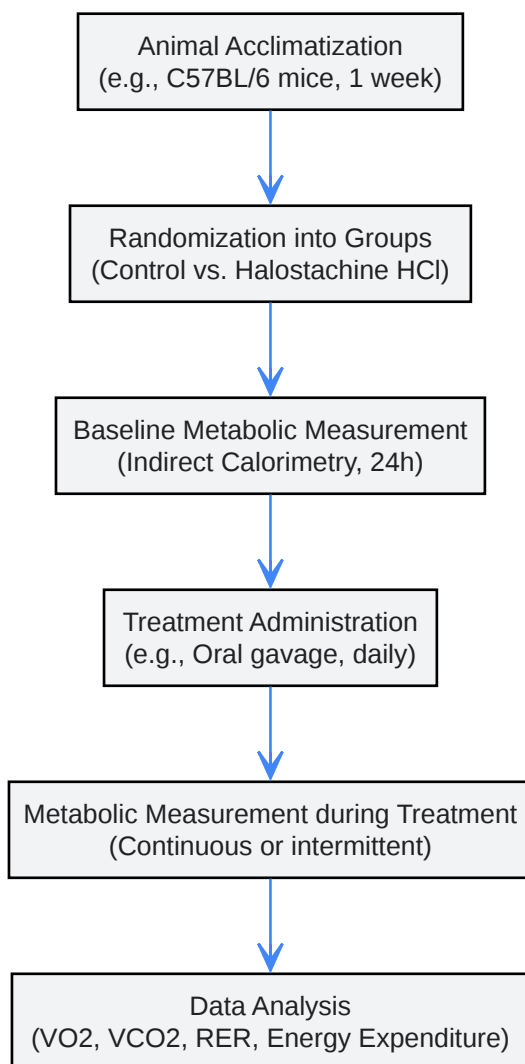 Animal Acclimatization
(e.g., C57BL/6 mice, 1 week)
Randomization into Groups
(Control vs. Halostachine HCl)
Baseline Metabolic Measurement
(Indirect Calorimetry, 24h)
Treatment Administration
(e.g., Oral gavage, daily)
Metabolic Measurement during Treatment
(Continuous or intermittent)
Data Analysis
(VO2, VCO2, RER, Energy Expenditure)